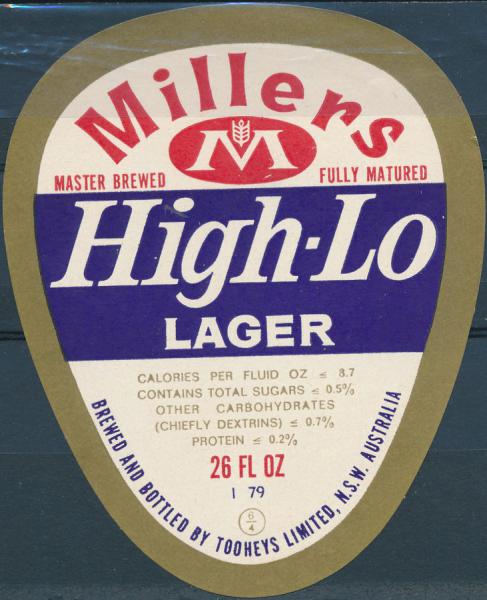 Millers
M
MASTER BREWED
FULLY MATURED
High-Lo
LAGER
CALORIES PER FLUID OZ ≤ 8.7
CONTAINS TOTAL SUGARS ≤ 0.5%
OTHER CARBOHYDRATES
(CHIEFLY DEXTRINS) ≤ 0.7%
PROTEIN ≤ 0.2%
26 FL OZ
I 79
6/4
BREWED AND BOTTLED BY TOOHEYS LIMITED, N.S.W. AUSTRALIA